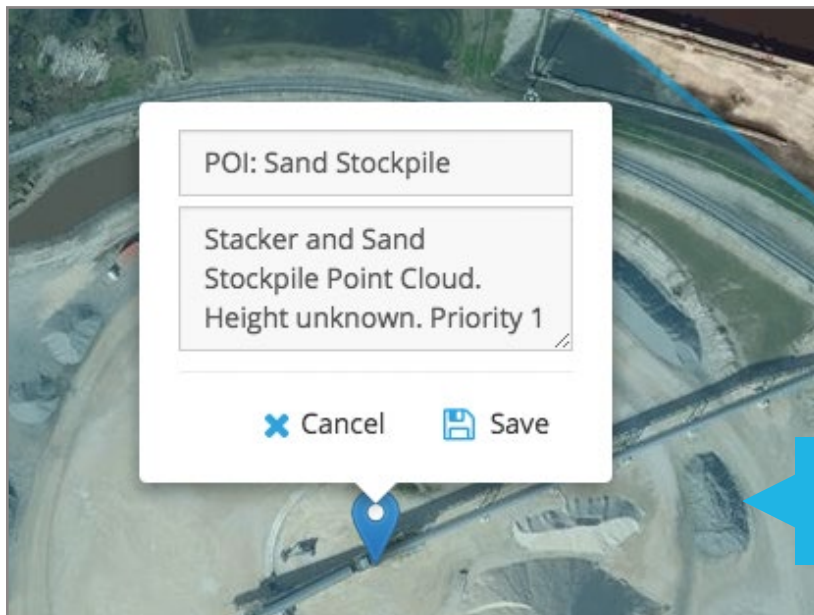 POI: Sand Stockpile
Stacker and Sand
Stockpile Point Cloud.
Height unknown. Priority 1
Cancel
Save